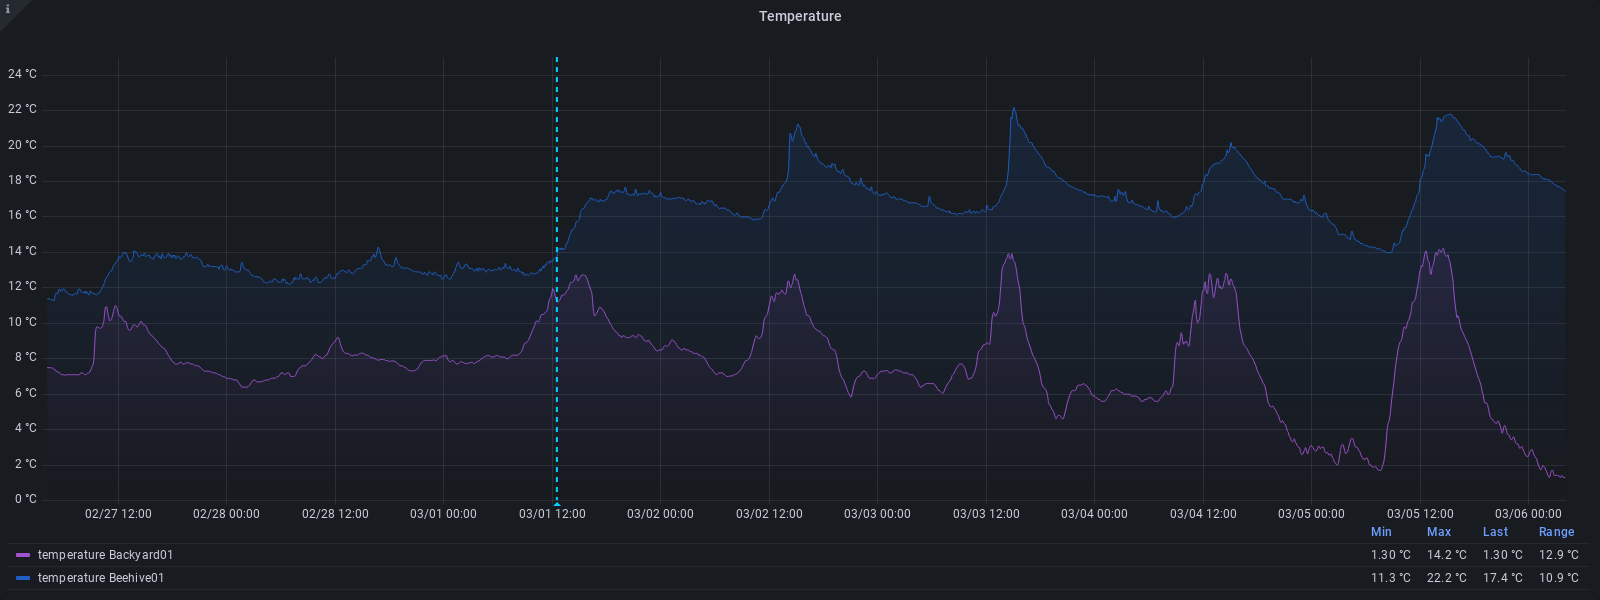 i
Temperature
24 °C
22 °C
20 °C
18 °C
16 °C
14 °C
12 °C
10 °C
8 °C
6 °C
4 °C
2 °C
0 °C
02/27 12:00 02/28 00:00 02/28 12:00 03/01 00:00 03/01 12:00 03/02 00:00 03/02 12:00 03/03 00:00 03/03 12:00 03/04 00:00 03/04 12:00 03/05 00:00 03/05 12:00 03/06 00:00
Min Max Last Range
temperature Backyard01 1.30 °C 14.2 °C 1.30 °C 12.9 °C
temperature Beehive01 11.3 °C 22.2 °C 17.4 °C 10.9 °C